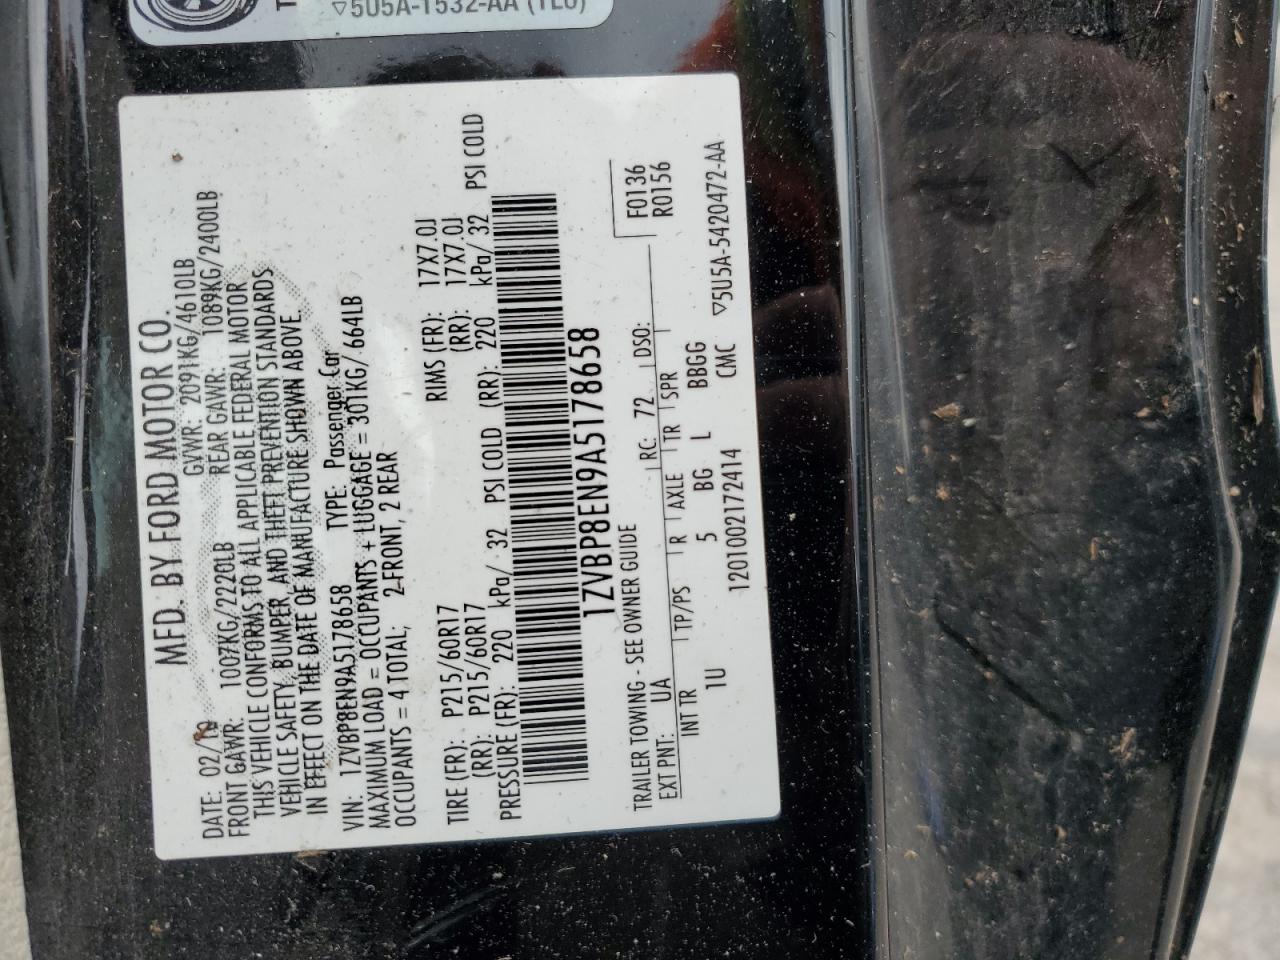 ▽5U5A-1532-AA
MFD. BY FORD MOTOR CO.
DATE: 02/10 GVWR: 2091KG/4610LB
FRONT GAWR: 1007KG/2220LB REAR GAWR: 1089KG/2400LB
THIS VEHICLE CONFORMS TO ALL APPLICABLE FEDERAL MOTOR
VEHICLE SAFETY, BUMPER, AND THEFT PREVENTION STANDARDS
IN EFFECT ON THE DATE OF MANUFACTURE SHOWN ABOVE.
VIN: 1ZVBP8EN9A5178658 TYPE: Passenger Car
MAXIMUM LOAD = OCCUPANTS + LUGGAGE = 301KG/ 664LB
OCCUPANTS = 4 TOTAL; 2-FRONT, 2 REAR
TIRE (FR): P215/60R17 RIMS (FR): 17X7.0J
(RR): P215/60R17 (RR): 17X7.0J
PRESSURE (FR): 220 kPa/ 32 PSI COLD (RR): 220 kPa/ 32 PSI COLD
1ZVBP8EN9A5178658
TRAILER TOWING - SEE OWNER GUIDE F0136
EXT PNT: UA RC: 72 DSO: R0156
INT TR TP/PS R AXLE TR SPR
1U 5 BG L BBGG
12010021 72414 CMC ▽5U5A-5420472-AA